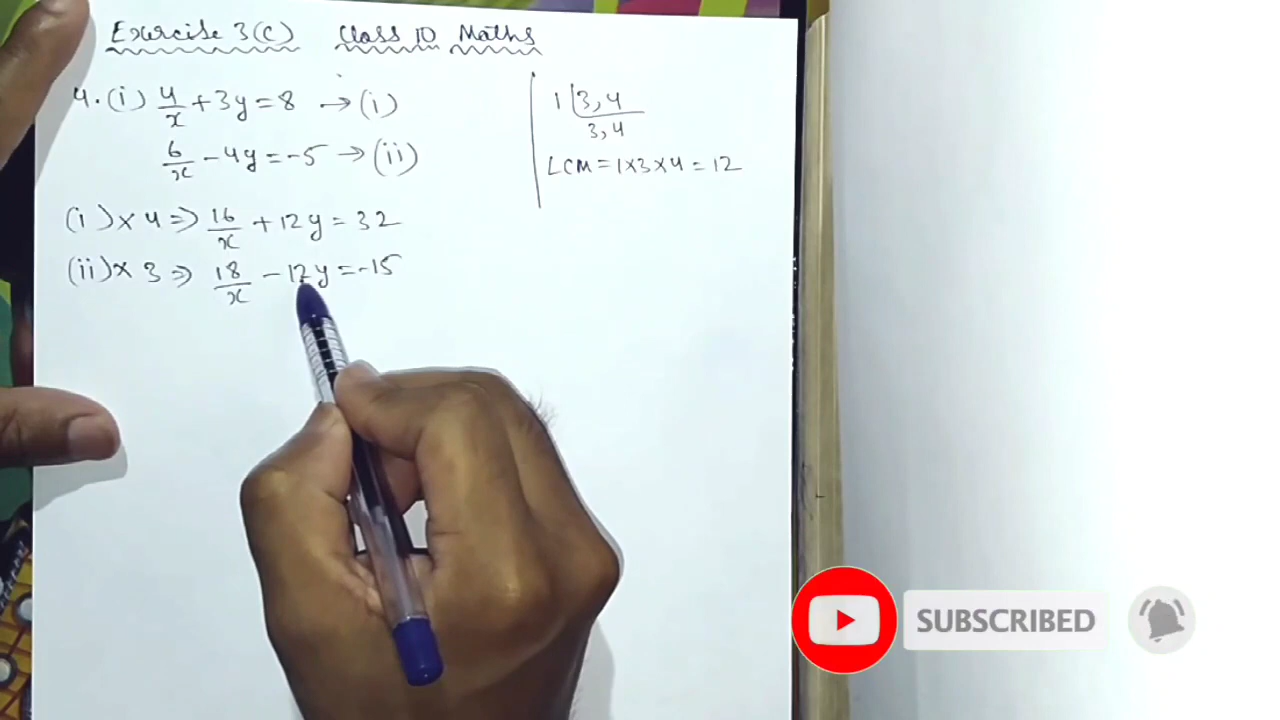 Exercise 3(C) Class 10 Maths
4. (i) 4/x + 3y = 8 → (i)
6/x - 4y = -5 → (ii)
(i) × 4 ⇒ 16/x + 12y = 32
(ii) × 3 ⇒ 18/x - 12y = -15
1 | 3, 4
3, 4
LCM = 1×3×4 = 12
SUBSCRIBED